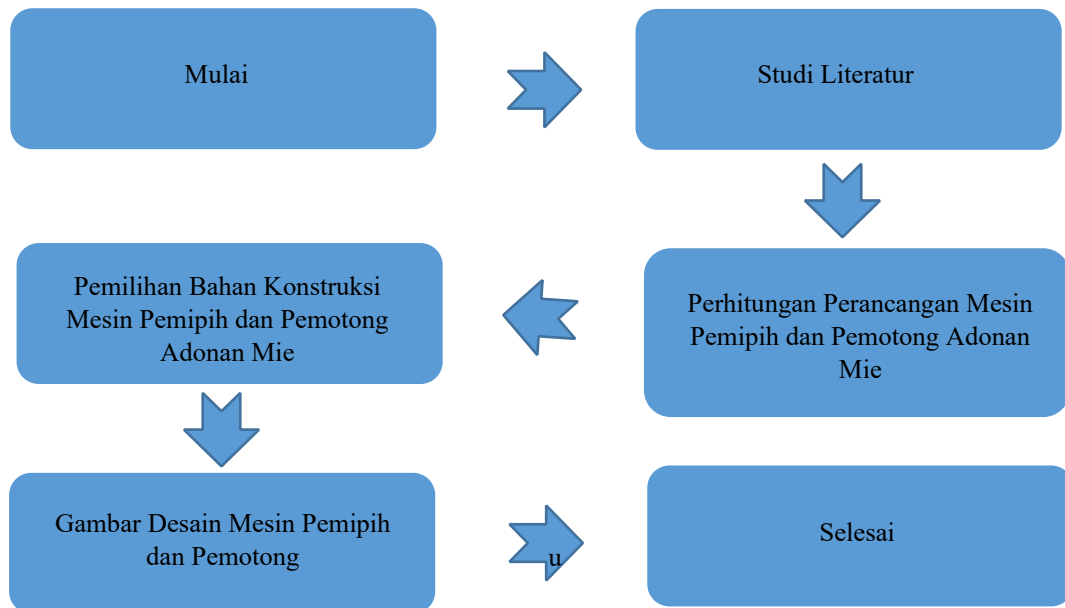 Mulai
Studi Literatur
Perhitungan Perancangan Mesin
Pemipih dan Pemotong Adonan
Mie
Pemilihan Bahan Konstruksi
Mesin Pemipih dan Pemotong
Adonan Mie
Gambar Desain Mesin Pemipih
dan Pemotong
u
Selesai